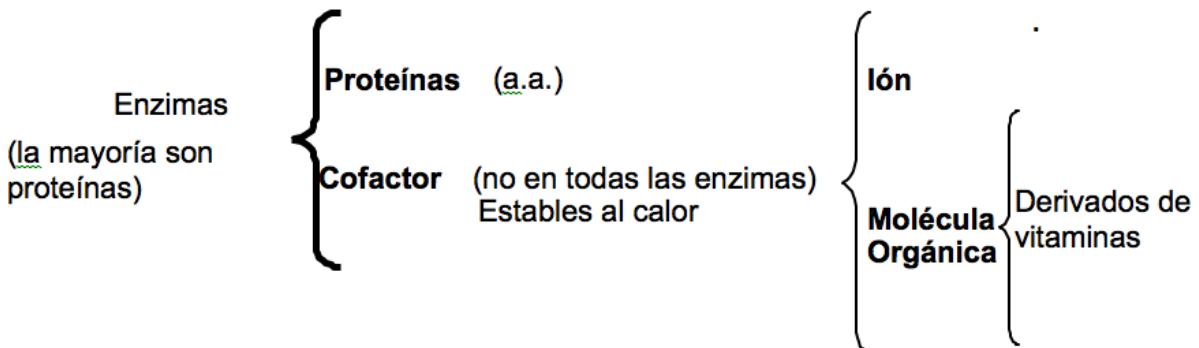 Enzimas
(la mayoría son
proteínas)
Proteínas (a.a.)
Cofactor (no en todas las enzimas)
Estables al calor
Ión
Molécula
Orgánica
Derivados de
vitaminas